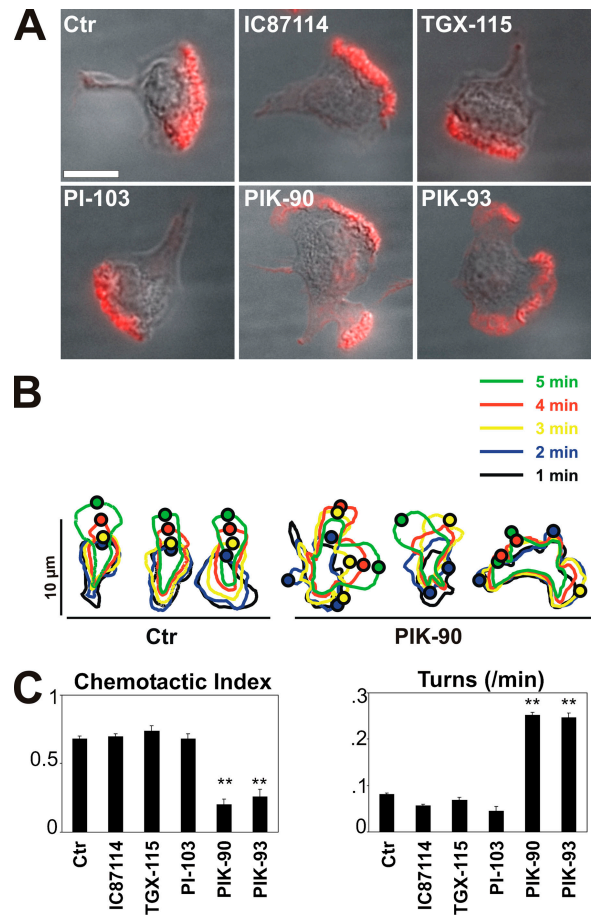 A
Ctr
IC87114
TGX-115
PI-103
PIK-90
PIK-93
B
5 min
4 min
3 min
2 min
1 min
10 µm
Ctr
PIK-90
C
Chemotactic Index
1
0.5
0
** **
Ctr
IC87114
TGX-115
PI-103
PIK-90
PIK-93
Turns (/min)
.3
.2
.1
0
** **
Ctr
IC87114
TGX-115
PI-103
PIK-90
PIK-93